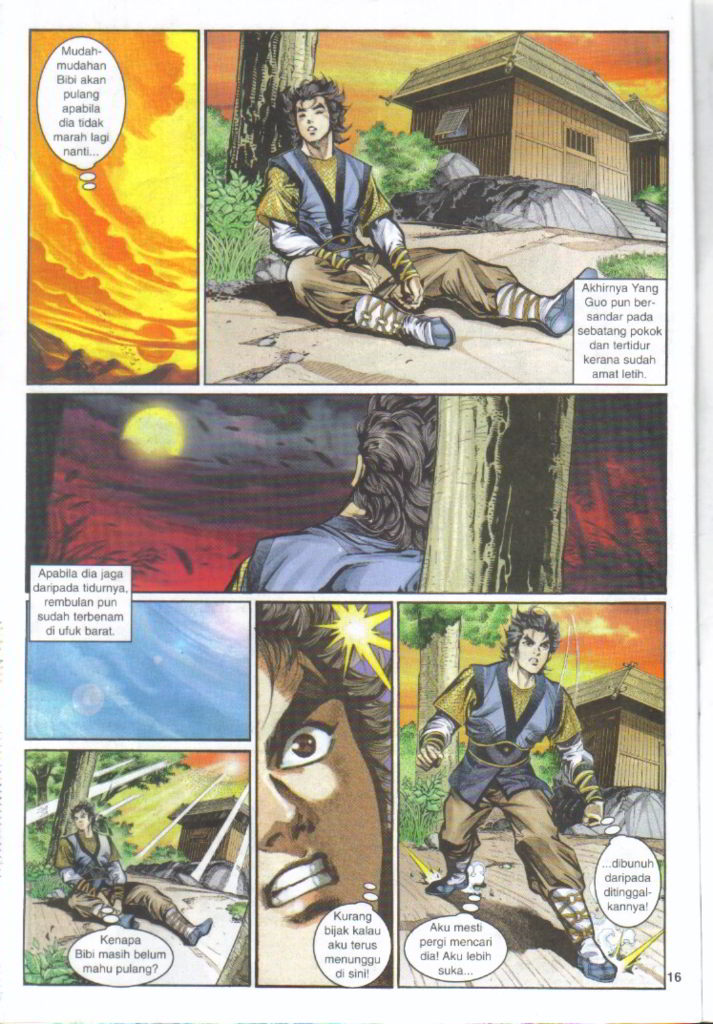 Mudah-
mudahan
Bibi akan
pulang
apabila
dia tidak
marah lagi
nanti...
Akhirnya Yang
Guo pun ber-
sandar pada
sebatang pokok
dan tertidur
kerana sudah
amat letih.
Apabila dia jaga
daripada tidurnya,
rembulan pun
sudah terbenam
di ufuk barat.
Kenapa
Bibi masih belum
mahu pulang?
Kurang
bijak kalau
aku terus
menunggu
di sini!
Aku mesti
pergi mencari
dia! Aku lebih
suka...
...dibunuh
daripada
ditinggal-
kannya!
16